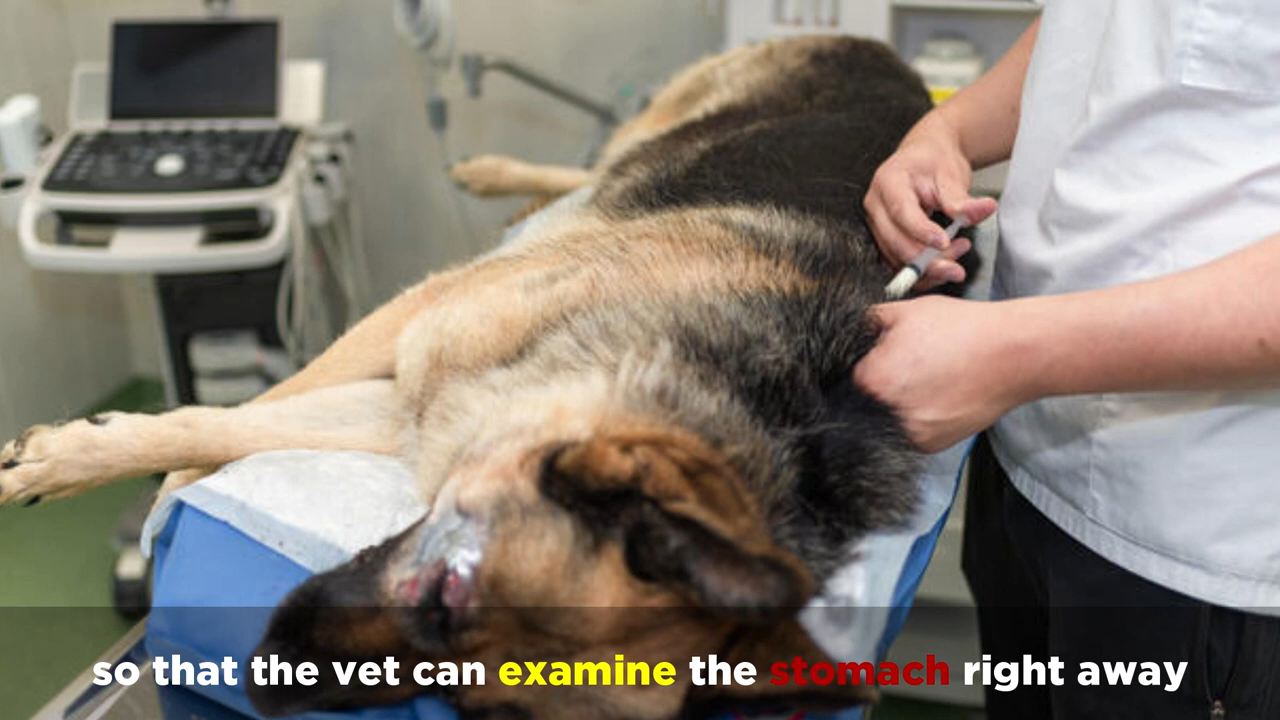 so that the vet can examine the stomach right away